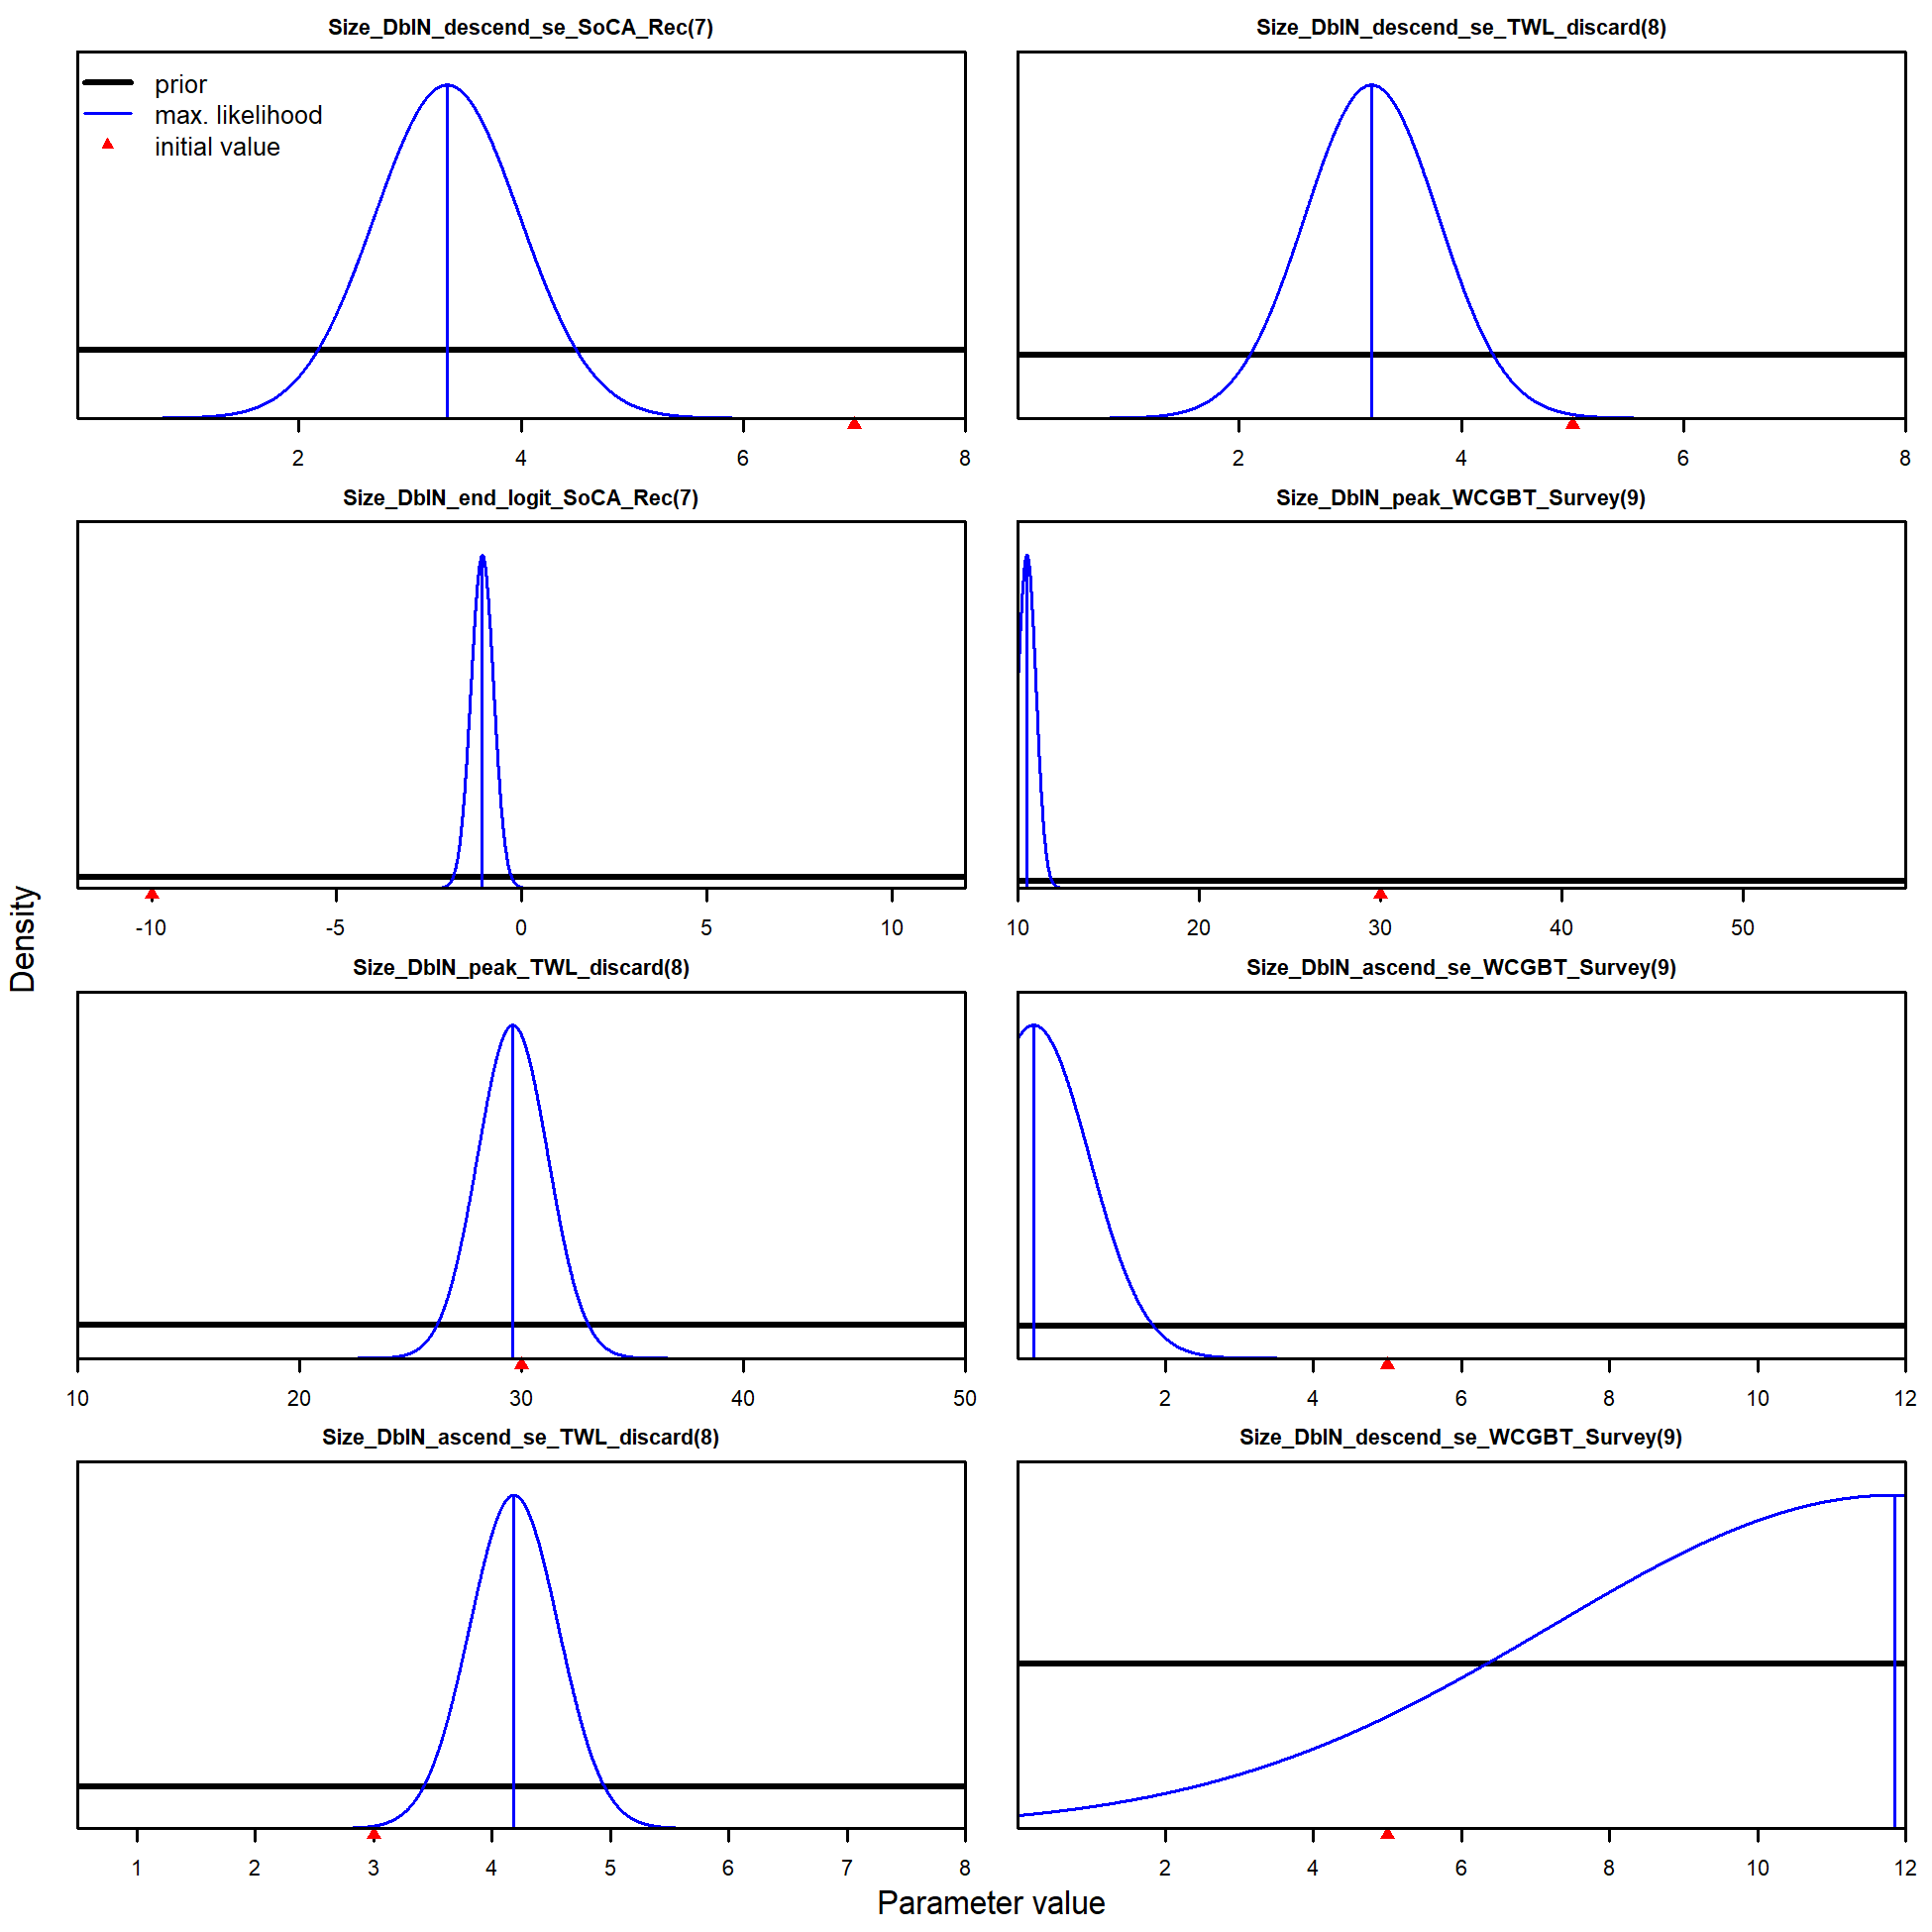 Size_DblN_descend_se_SoCA_Rec(7)
prior
max. likelihood
initial value
2 4 6 8
Size_DblN_descend_se_TWL_discard(8)
2 4 6 8
Size_DblN_end_logit_SoCA_Rec(7)
-10 -5 0 5 10
Size_DblN_peak_WCGBT_Survey(9)
10 20 30 40 50
Size_DblN_peak_TWL_discard(8)
10 20 30 40 50
Size_DblN_ascend_se_WCGBT_Survey(9)
2 4 6 8 10 12
Size_DblN_ascend_se_TWL_discard(8)
1 2 3 4 5 6 7 8
Size_DblN_descend_se_WCGBT_Survey(9)
2 4 6 8 10 12
Density
Parameter value